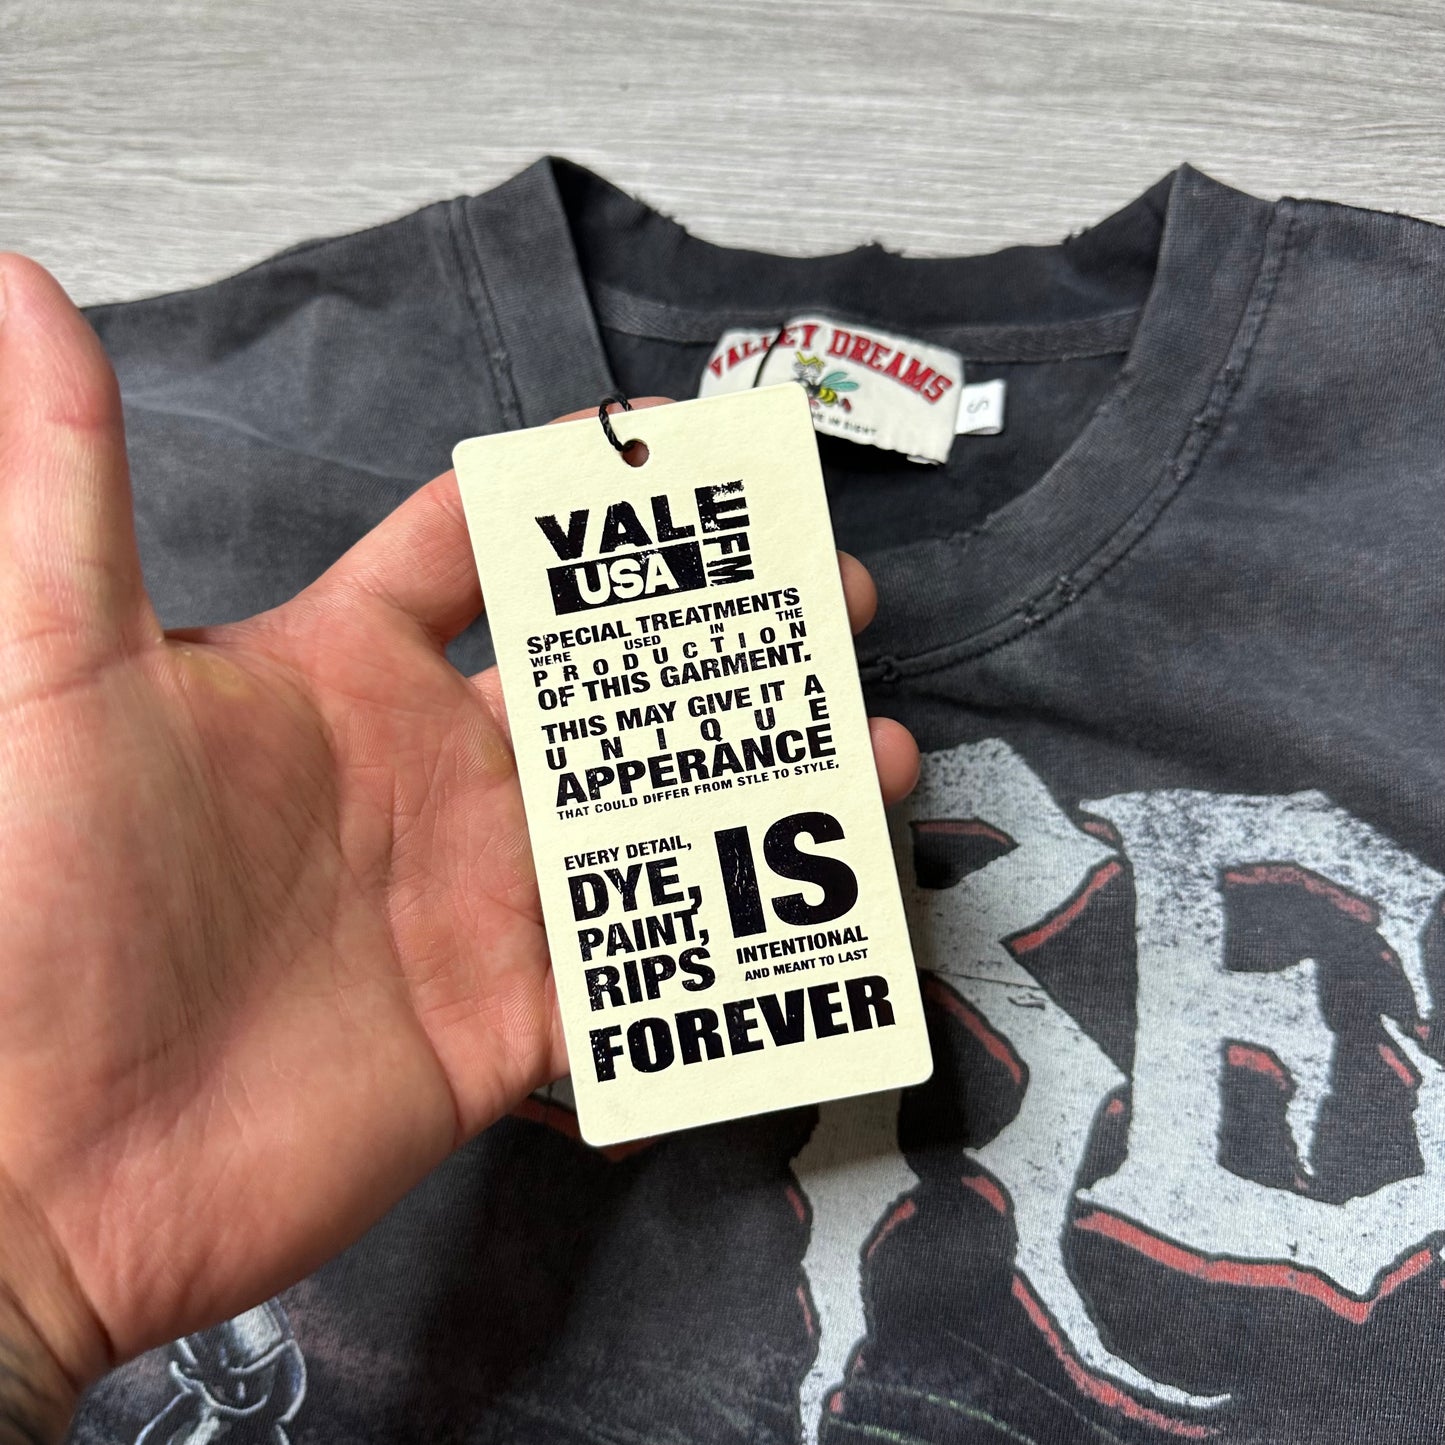 VALLEY DREAMS
S
VALE
UFM
USA
SPECIAL TREATMENTS
WERE USED IN THE
PRODUCTION
OF THIS GARMENT.
THIS MAY GIVE IT A
UNIQUE
APPERANCE
THAT COULD DIFFER FROM STLE TO STYLE.
EVERY DETAIL,
DYE,
PAINT,
RIPS
IS
INTENTIONAL
AND MEANT TO LAST
FOREVER